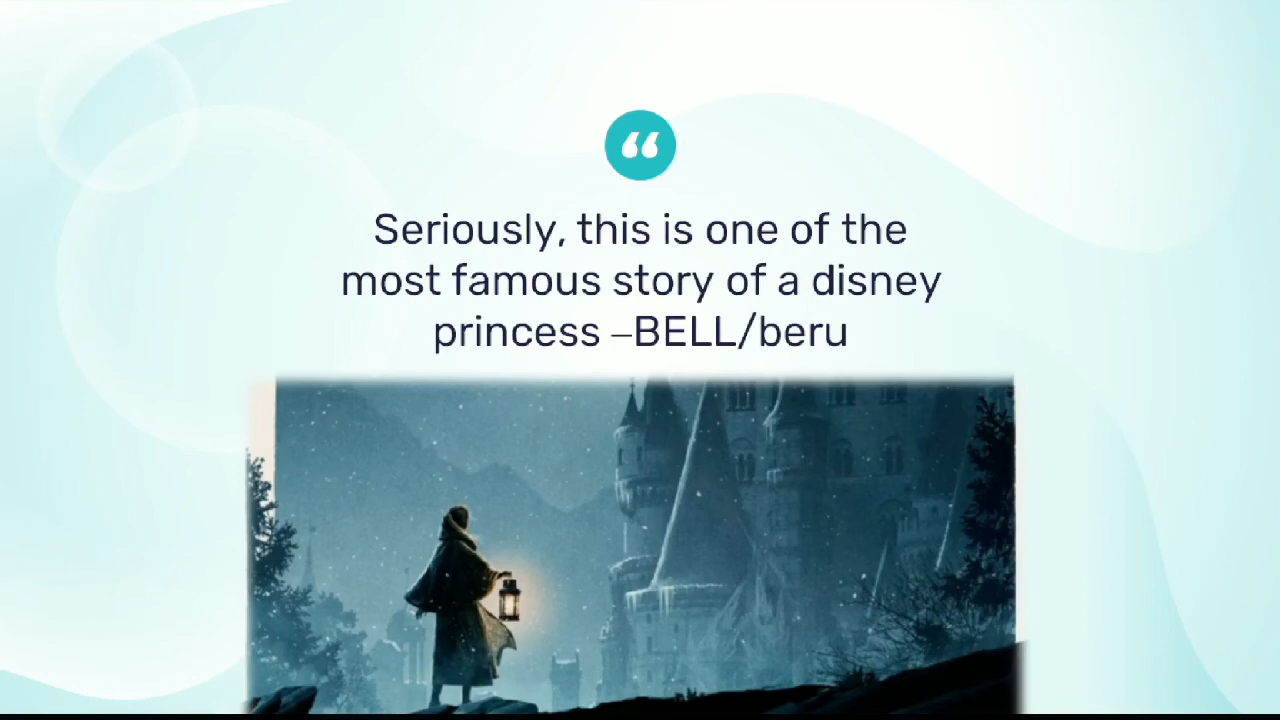 Seriously, this is one of the
most famous story of a disney
princess –BELL/beru